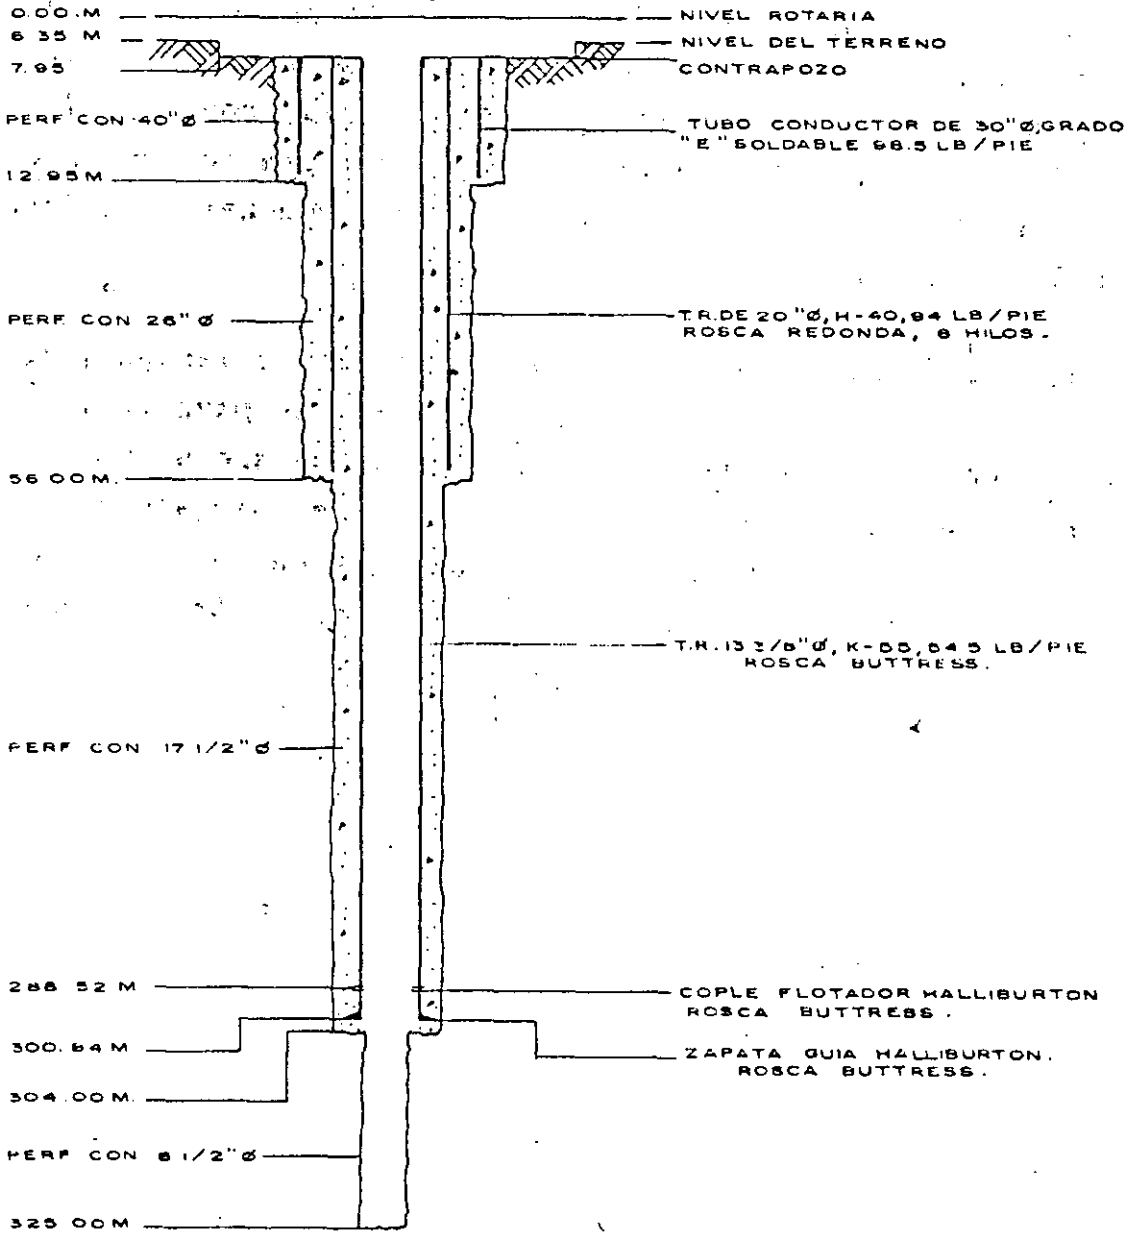 0.00.M
NIVEL ROTARIA
6 35 M
NIVEL DEL TERRENO
7.95
CONTRAPOZO
PERF CON 40"Ø
TUBO CONDUCTOR DE 30"Ø,GRADO
"E" SOLDABLE 98.5 LB/PIE
12.95 M
PERF. CON 26"Ø
T.R.DE 20"Ø, H-40,94 LB/PIE
ROSCA REDONDA, 8 HILOS.
56 00 M.
T.R. 13 3/8"Ø, K-55, 54 5 LB/PIE
ROSCA BUTTRESS.
PERF CON 17 1/2"Ø
288 52 M
COPLE FLOTADOR HALLIBURTON
ROSCA BUTTRESS.
300.64 M
ZAPATA GUIA HALLIBURTON.
ROSCA BUTTRESS.
304.00 M.
PERF CON 8 1/2"Ø
325 00 M